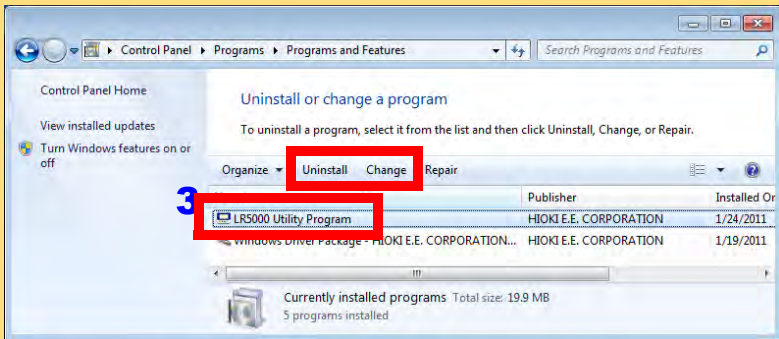 Control Panel Programs Programs and Features Search Programs and Features
Control Panel Home
View installed updates
Turn Windows features on or
off
Uninstall or change a program
To uninstall a program, select it from the list and then click Uninstall, Change, or Repair.
Organize Uninstall Change Repair
3
Publisher Installed On
LR5000 Utility Program HIOKI E.E. CORPORATION 1/24/2011
Windows Driver Package - HIOKI E.E. CORPORATION... HIOKI E.E. CORPORATION 1/19/2011
Currently installed programs Total size: 19.9 MB
5 programs installed